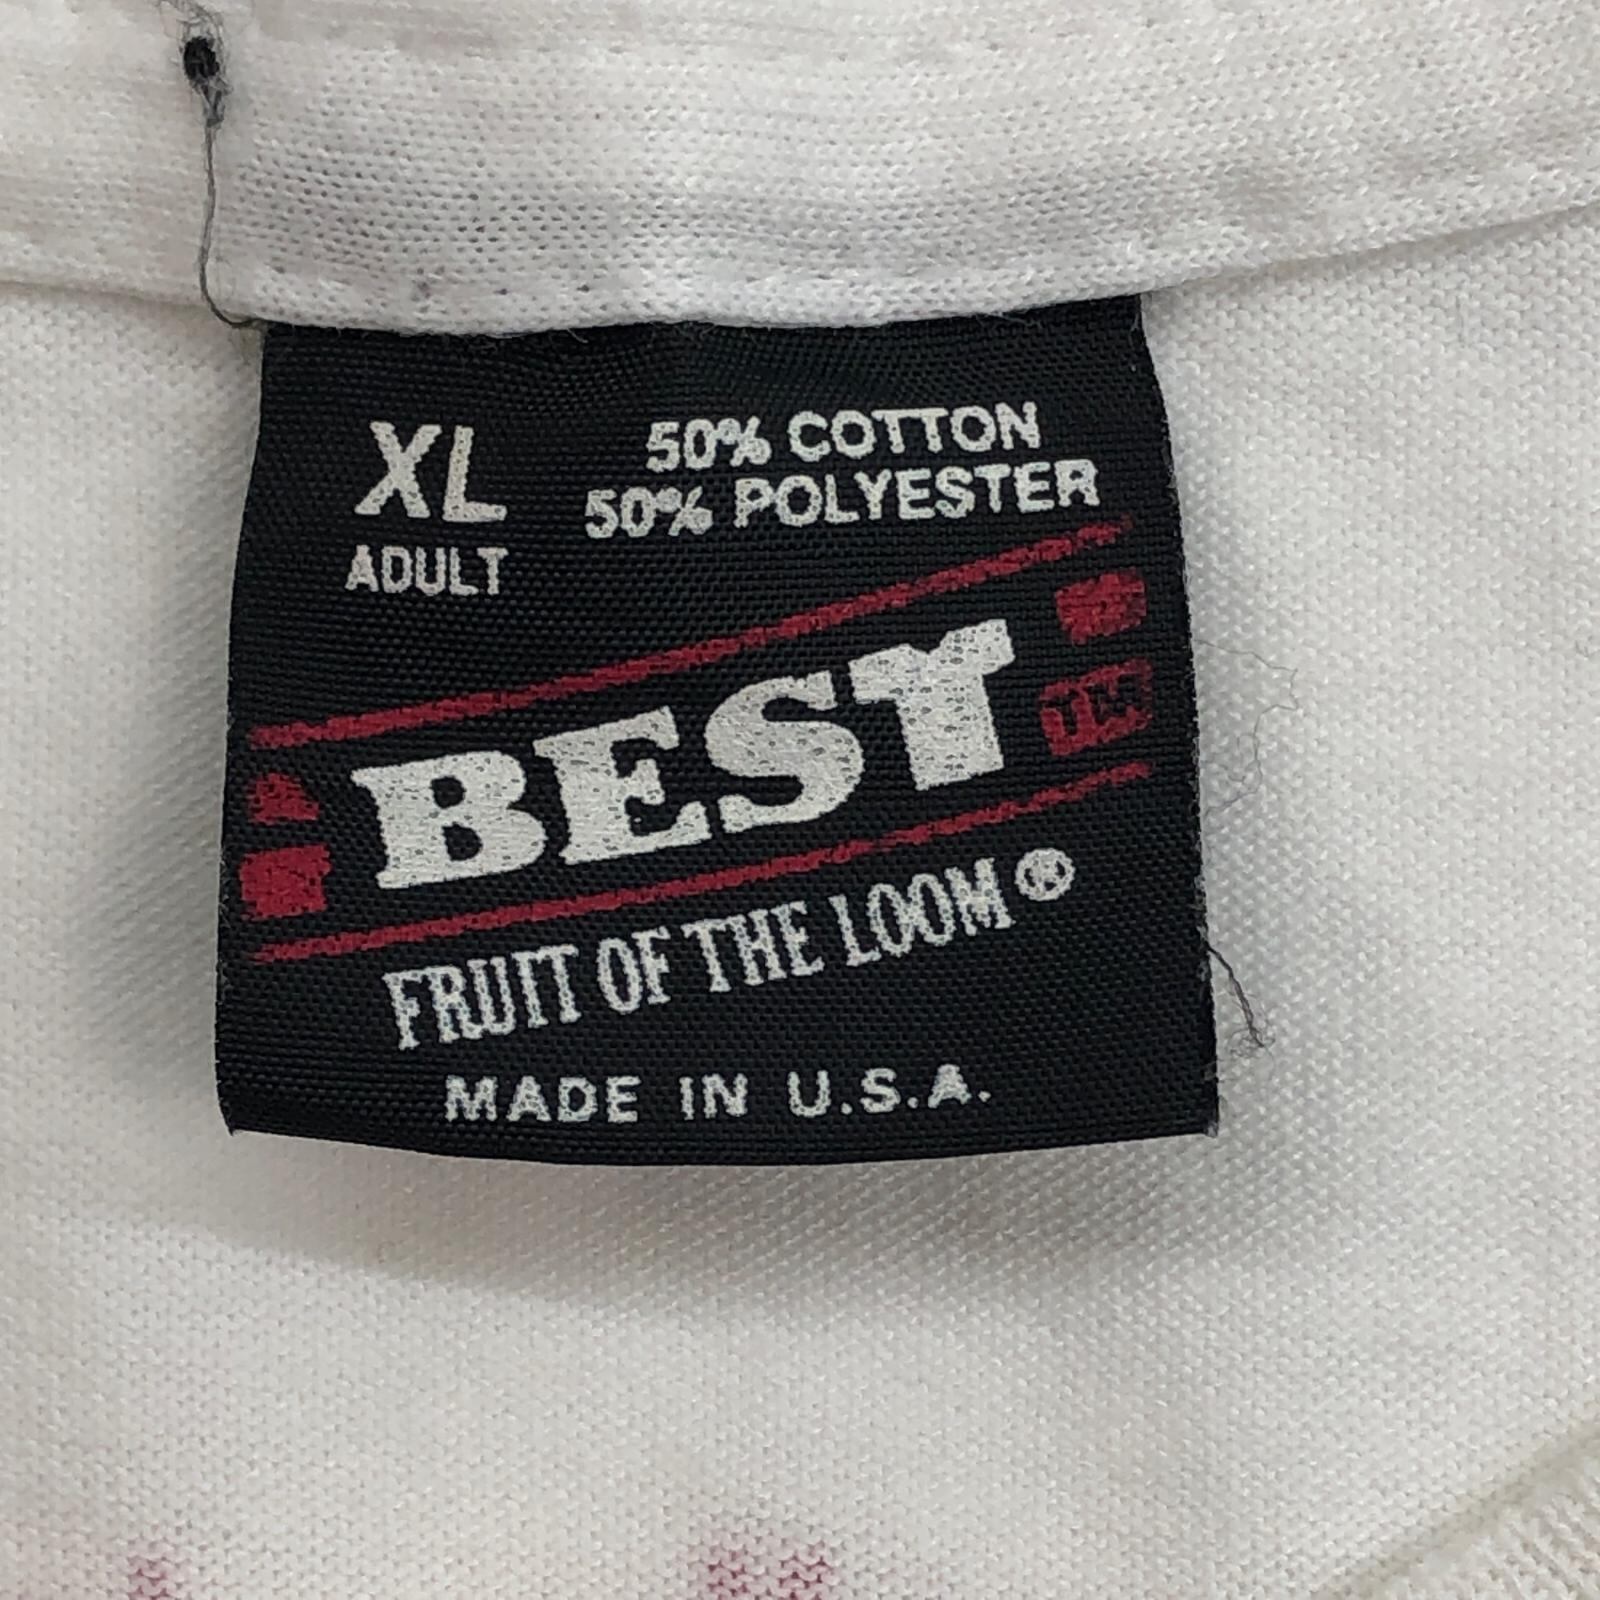 XL
ADULT
50% COTTON
50% POLYESTER
BEST
TM
FRUIT OF THE LOOM®
MADE IN U.S.A.